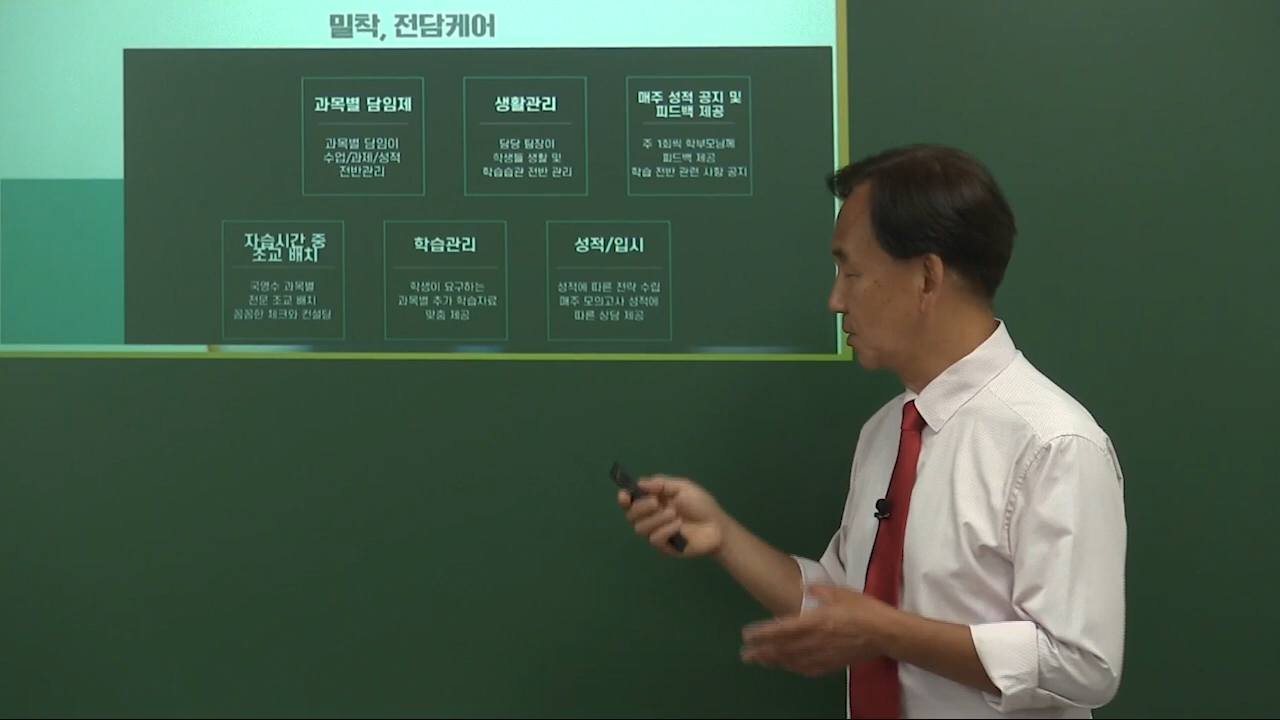 밀착, 전담케어
과목별 담임제
과목별 담임이
수업/과제/성적
전반관리
생활관리
담당 팀장이
학생들 생활 및
학습습관 전반 관리
매주 성적 공지 및
피드백 제공
주 1회씩 학부모님께
피드백 제공
학습 전반 관련 사항 공지
자습시간 중
조교 배치
국영수 과목별
전문 조교 배치
꼼꼼한 체크와 컨설팅
학습관리
학생이 요구하는
과목별 추가 학습자료
맞춤 제공
성적/입시
성적에 따른 전략 수립
매주 모의고사 성적에
따른 상담 제공